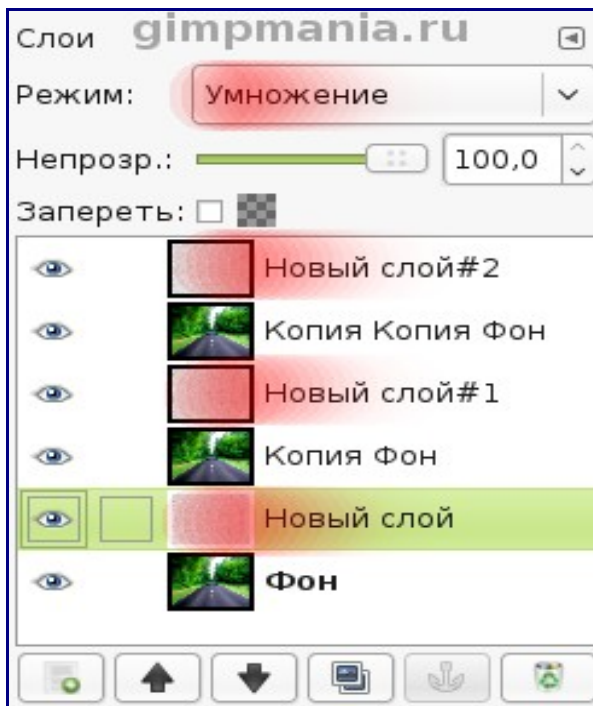 gimpmania.ru
Слои
Режим: Умножение
Непрозр.: 100,0
Запереть:
Новый слой#2
Копия Копия Фон
Новый слой#1
Копия Фон
Новый слой
Фон